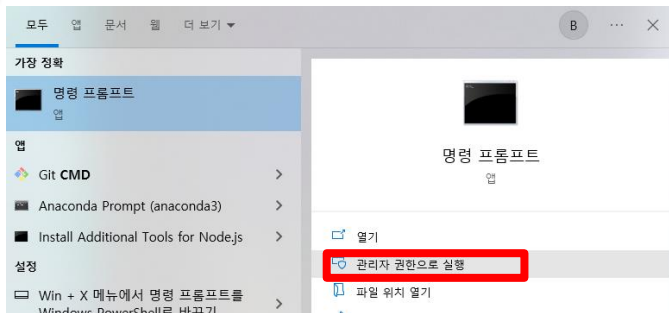 모두 앱 문서 웹 더 보기
B ...
가장 정확
명령 프롬프트
앱
앱
Git CMD
Anaconda Prompt (anaconda3)
Install Additional Tools for Node.js
설정
Win + X 메뉴에서 명령 프롬프트를
Windows PowerShell로 바꾸기
명령 프롬프트
앱
열기
관리자 권한으로 실행
파일 위치 열기